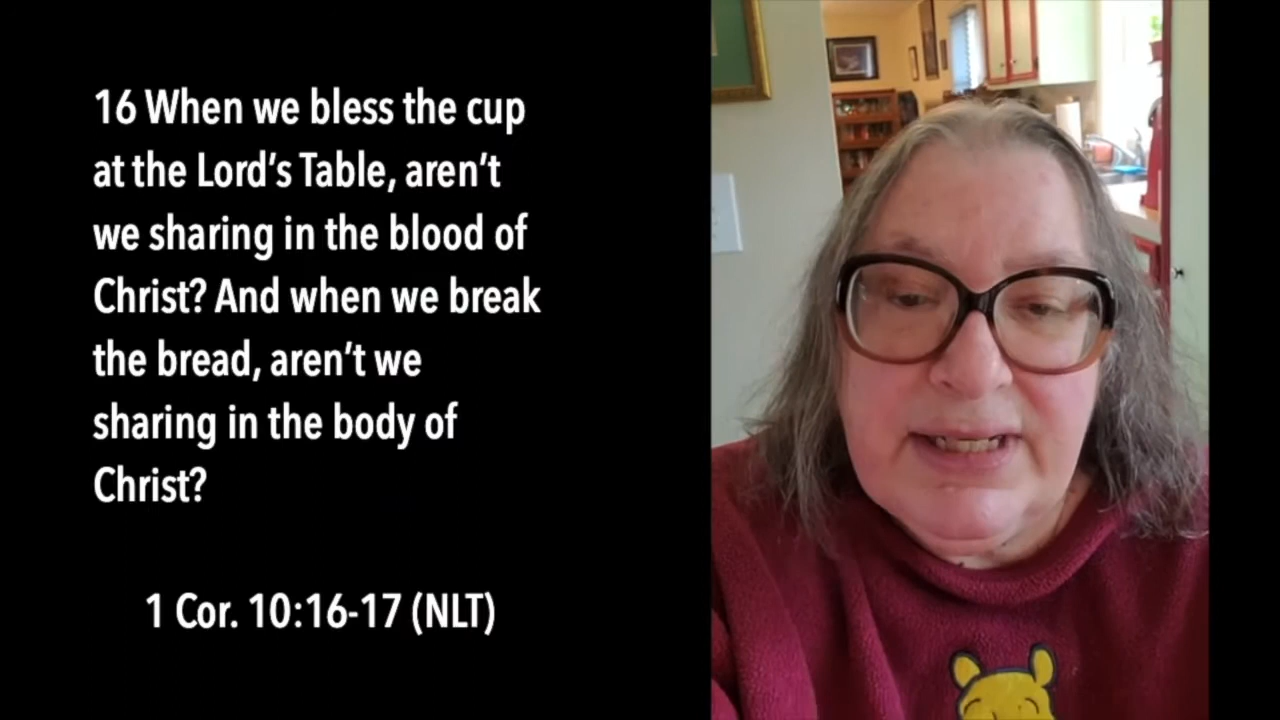 16 When we bless the cup
at the Lord’s Table, aren’t
we sharing in the blood of
Christ? And when we break
the bread, aren’t we
sharing in the body of
Christ?
1 Cor. 10:16-17 (NLT)